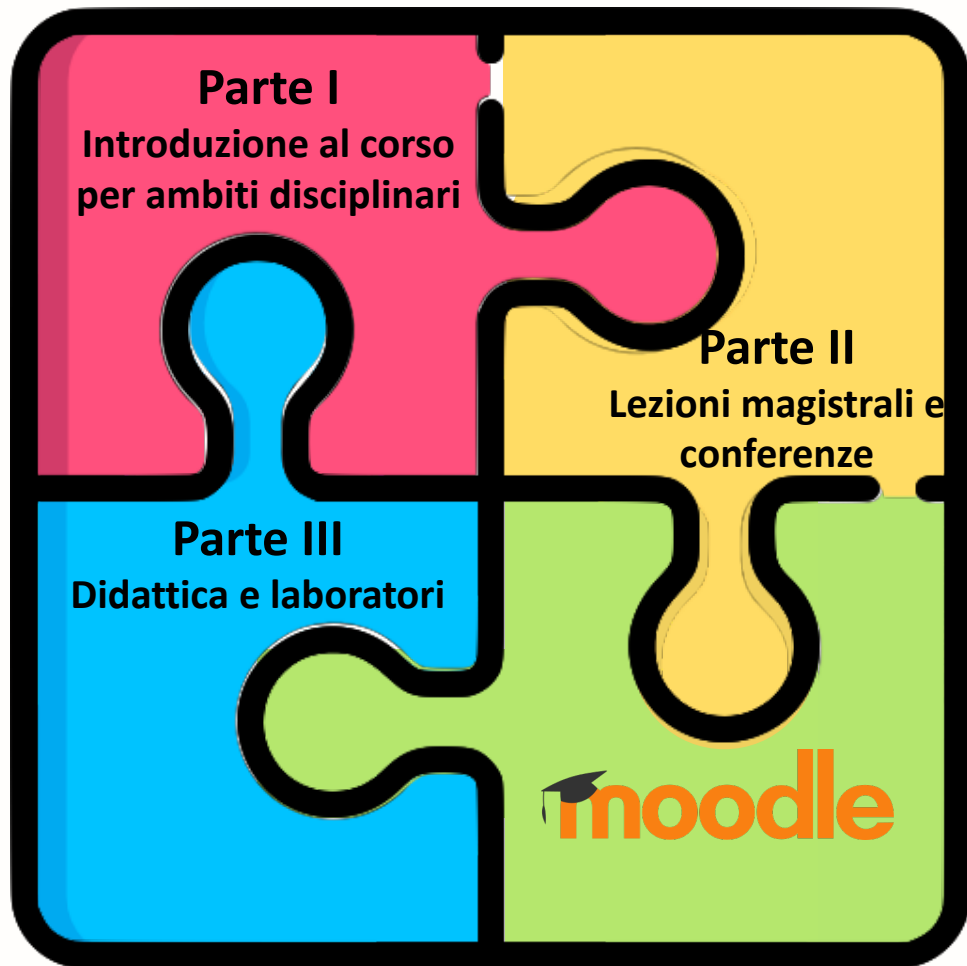 Parte I
Introduzione al corso
per ambiti disciplinari
Parte II
Lezioni magistrali e
conferenze
Parte III
Didattica e laboratori
moodle